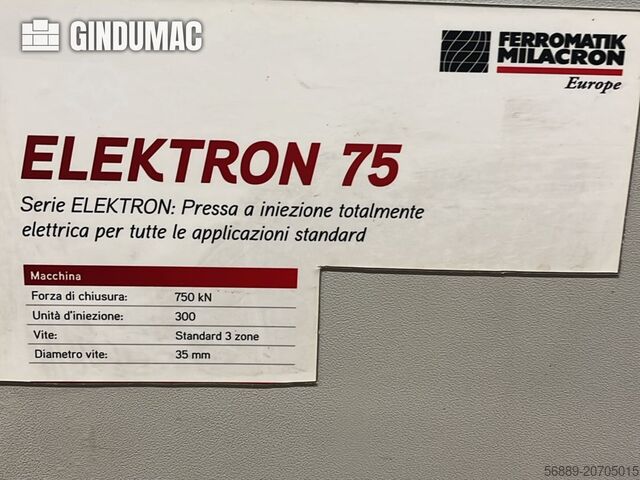 GINDUMAC
FERROMATIK
MILACRON
Europe
ELEKTRON 75
Serie ELEKTRON: Pressa a iniezione totalmente
elettrica per tutte le applicazioni standard
Macchina
Forza di chiusura: 750 kN
Unità d'iniezione: 300
Vite: Standard 3 zone
Diametro vite: 35 mm
56889-20705015